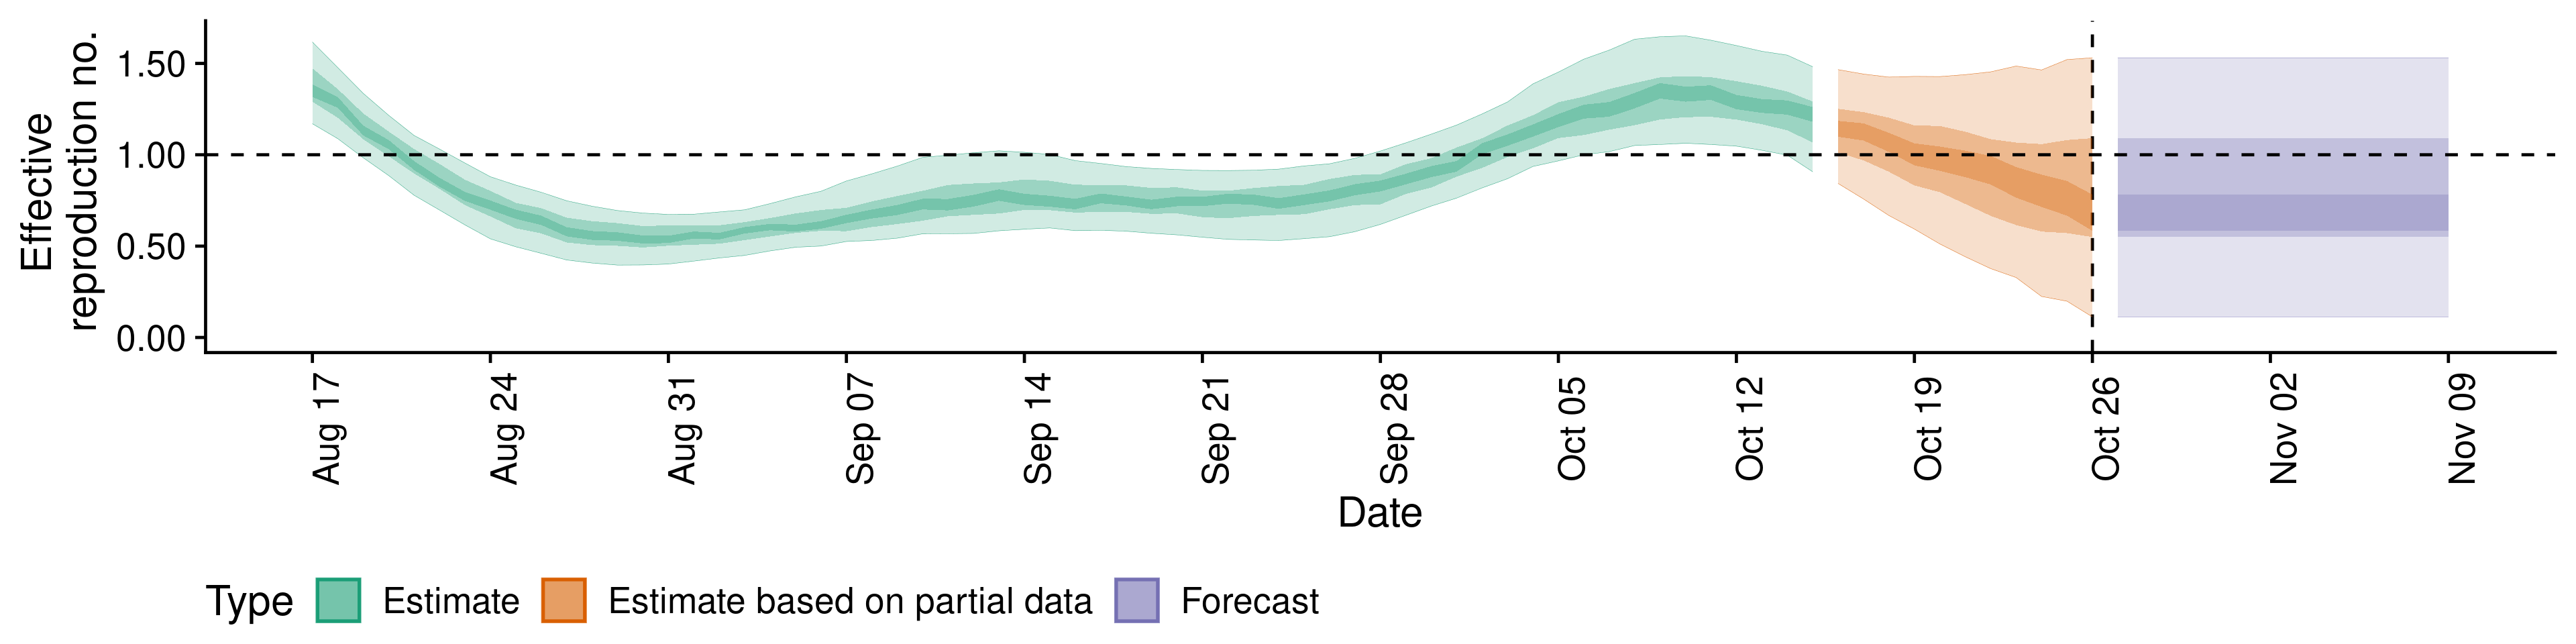 Effective
reproduction no.
1.50
1.00
0.50
0.00
Aug 17
Aug 24
Aug 31
Sep 07
Sep 14
Sep 21
Sep 28
Oct 05
Oct 12
Oct 19
Oct 26
Nov 02
Nov 09
Date
Type Estimate Estimate based on partial data Forecast